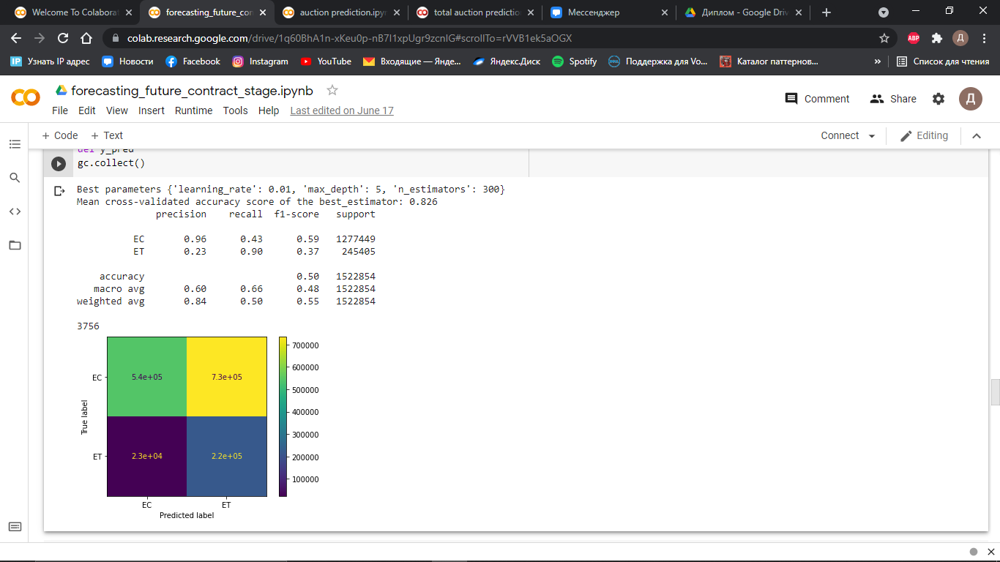 Welcome To Colaborat
forecasting_future_con
auction prediction.ipyn
total auction prediction
Мессенджер
Диплом - Google Driv
colab.research.google.com/drive/1q60BhA1n-xKeu0p-nB7I1xpUgr9zcnIG#scrollTo=rVVB1ek5aOGX
ABP
Д
IP Узнать IP адрес
Новости
Facebook
Instagram
YouTube
Входящие — Янде...
Яндекс.Диск
Spotify
Поддержка для Vo...
Каталог паттернов...
»
Список для чтения
forecasting_future_contract_stage.ipynb
Comment
Share
Д
File Edit View Insert Runtime Tools Help Last edited on June 17
+ Code + Text
Connect
Editing
del y_pred
gc.collect()
Best parameters {'learning_rate': 0.01, 'max_depth': 5, 'n_estimators': 300}
Mean cross-validated accuracy score of the best_estimator: 0.826
precision recall f1-score support
EC 0.96 0.43 0.59 1277449
ET 0.23 0.90 0.37 245405
accuracy 0.50 1522854
macro avg 0.60 0.66 0.48 1522854
weighted avg 0.84 0.50 0.55 1522854
3756
700000
600000
500000
400000
300000
200000
100000
EC 5.4e+05 7.3e+05
True label
ET 2.3e+04 2.2e+05
EC ET
Predicted label